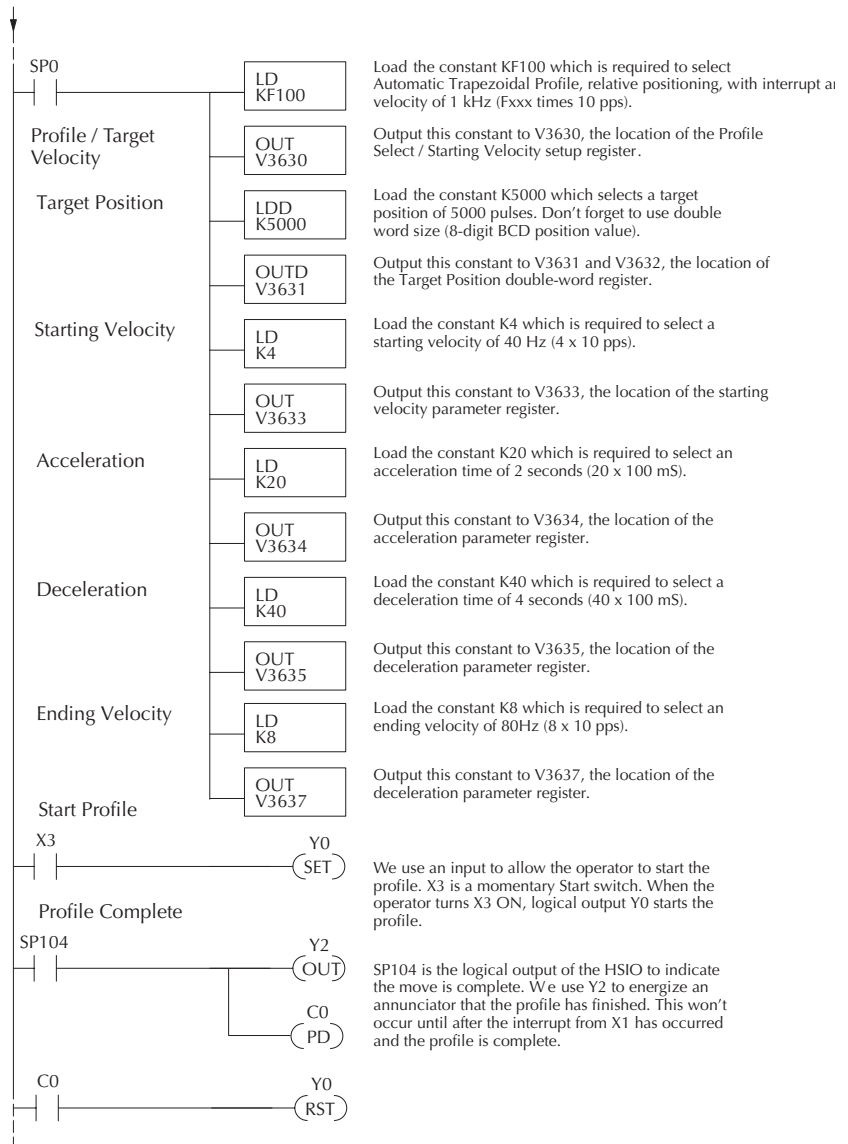 SP0
LD
KF100
Load the constant KF100 which is required to select
Automatic Trapezoidal Profile, relative positioning, with interrupt
velocity of 1 kHz (Fxxx times 10 pps).
Profile / Target
Velocity
OUT
V3630
Output this constant to V3630, the location of the Profile
Select / Starting Velocity setup register.
Target Position
LDD
K5000
Load the constant K5000 which selects a target
position of 5000 pulses. Don't forget to use double
word size (8-digit BCD position value).
OUTD
V3631
Output this constant to V3631 and V3632, the location of
the Target Position double-word register.
Starting Velocity
LD
K4
Load the constant K4 which is required to select a
starting velocity of 40 Hz (4 x 10 pps).
OUT
V3633
Output this constant to V3633, the location of the starting
velocity parameter register.
Acceleration
LD
K20
Load the constant K20 which is required to select an
acceleration time of 2 seconds (20 x 100 mS).
OUT
V3634
Output this constant to V3634, the location of the
acceleration parameter register.
Deceleration
LD
K40
Load the constant K40 which is required to select a
deceleration time of 4 seconds (40 x 100 mS).
OUT
V3635
Output this constant to V3635, the location of the
deceleration parameter register.
Ending Velocity
LD
K8
Load the constant K8 which is required to select an
ending velocity of 80Hz (8 x 10 pps).
OUT
V3637
Output this constant to V3637, the location of the
deceleration parameter register.
Start Profile
X3
Y0
SET
We use an input to allow the operator to start the
profile. X3 is a momentary Start switch. When the
operator turns X3 ON, logical output Y0 starts the
profile.
Profile Complete
SP104
Y2
OUT
SP104 is the logical output of the HSIO to indicate
the move is complete. We use Y2 to energize an
annunciator that the profile has finished. This won't
occur until after the interrupt from X1 has occurred
and the profile is complete.
C0
PD
C0
Y0
RST